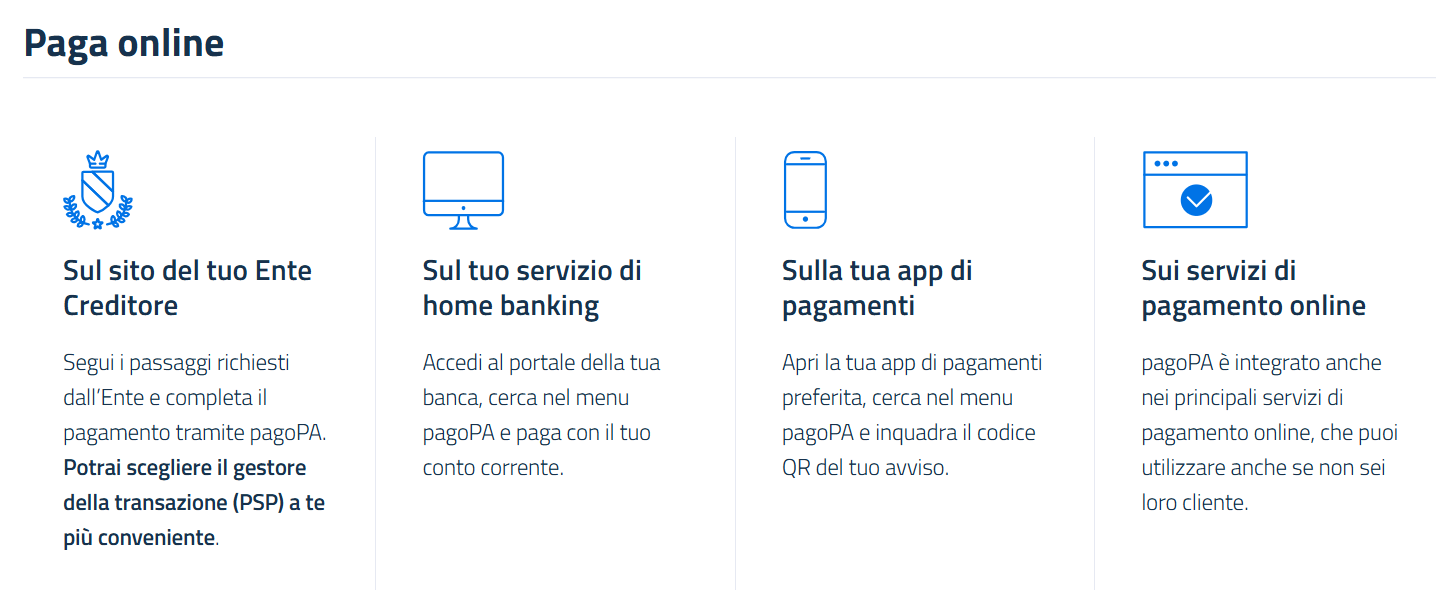 Paga online
Sul sito del tuo Ente
Creditore
Segui i passaggi richiesti
dall’Ente e completa il
pagamento tramite pagoPA.
Potrai scegliere il gestore
della transazione (PSP) a te
più conveniente.
Sul tuo servizio di
home banking
Accedi al portale della tua
banca, cerca nel menu
pagoPA e paga con il tuo
conto corrente.
Sulla tua app di
pagamenti
Apri la tua app di pagamenti
preferita, cerca nel menu
pagoPA e inquadra il codice
QR del tuo avviso.
Sui servizi di
pagamento online
pagoPA è integrato anche
nei principali servizi di
pagamento online, che puoi
utilizzare anche se non sei
loro cliente.